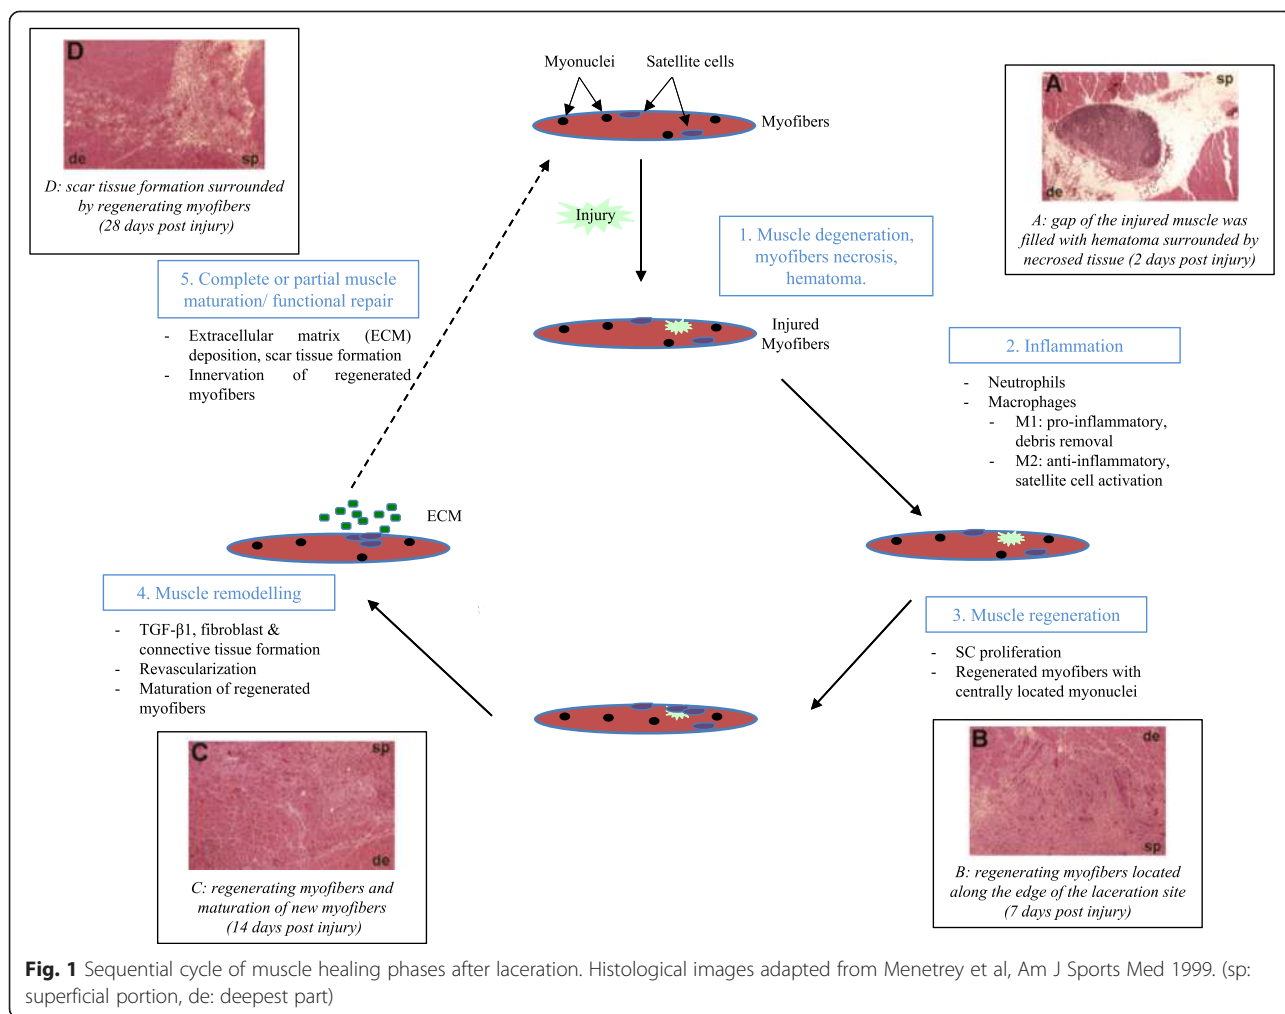 D
de
sp
D: scar tissue formation surrounded
by regenerating myofibers
(28 days post injury)
Myonuclei
Satellite cells
Myofibers
A
sp
de
A: gap of the injured muscle was
filled with hematoma surrounded by
necrosed tissue (2 days post injury)
Injury
1. Muscle degeneration,
myofibers necrosis,
hematoma.
Injured
Myofibers
5. Complete or partial muscle
maturation/ functional repair
- Extracellular matrix (ECM)
deposition, scar tissue formation
- Innervation of regenerated
myofibers
2. Inflammation
- Neutrophils
- Macrophages
- M1: pro-inflammatory,
debris removal
- M2: anti-inflammatory,
satellite cell activation
ECM
4. Muscle remodelling
- TGF-β1, fibroblast &
connective tissue formation
- Revascularization
- Maturation of regenerated
myofibers
3. Muscle regeneration
- SC proliferation
- Regenerated myofibers with
centrally located myonuclei
C
sp
de
C: regenerating myofibers and
maturation of new myofibers
(14 days post injury)
B
de
sp
B: regenerating myofibers located
along the edge of the laceration site
(7 days post injury)
Fig. 1 Sequential cycle of muscle healing phases after laceration. Histological images adapted from Menetrey et al, Am J Sports Med 1999. (sp:
superficial portion, de: deepest part)